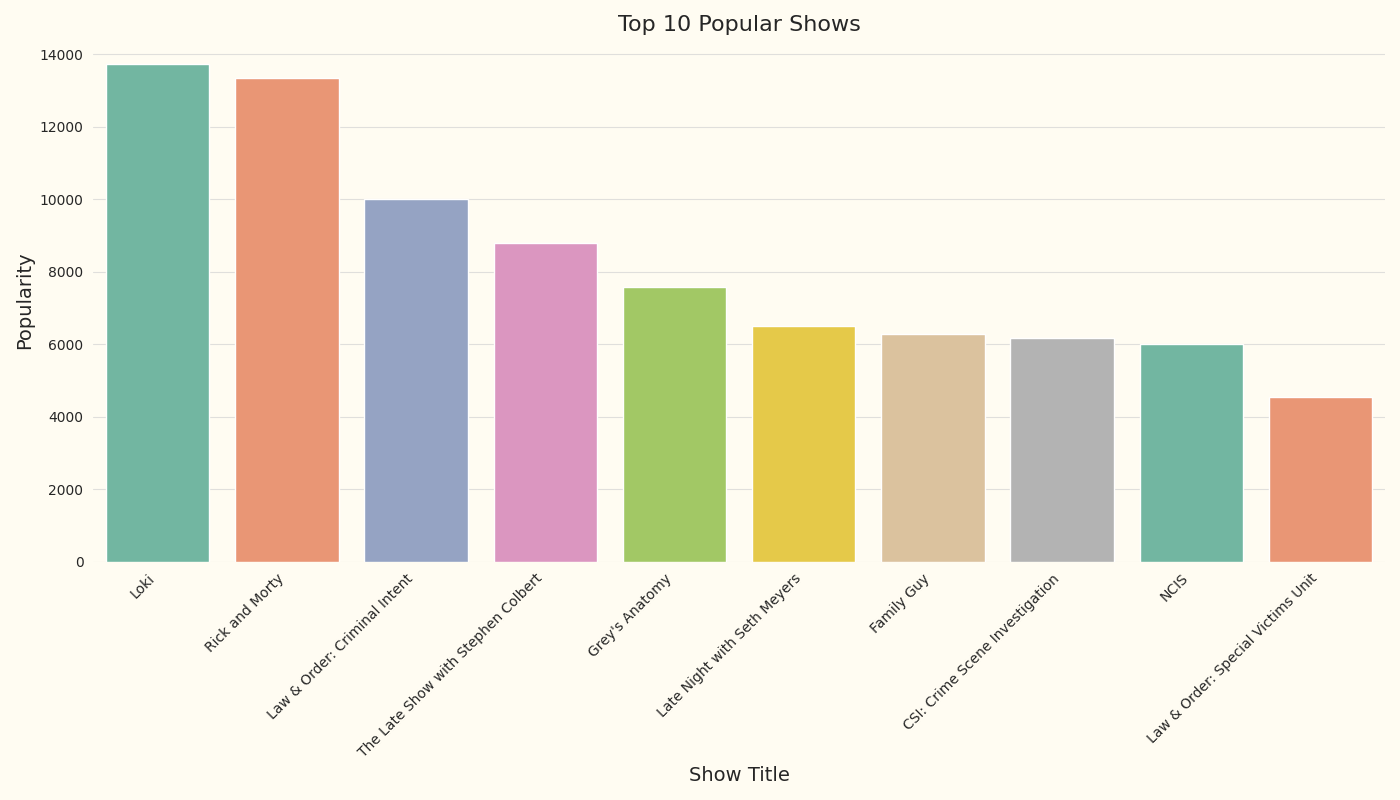 Top 10 Popular Shows
Popularity
14000
12000
10000
8000
6000
4000
2000
0
Loki
Rick and Morty
Law & Order: Criminal Intent
The Late Show with Stephen Colbert
Grey's Anatomy
Late Night with Seth Meyers
Family Guy
CSI: Crime Scene Investigation
NCIS
Law & Order: Special Victims Unit
Show Title